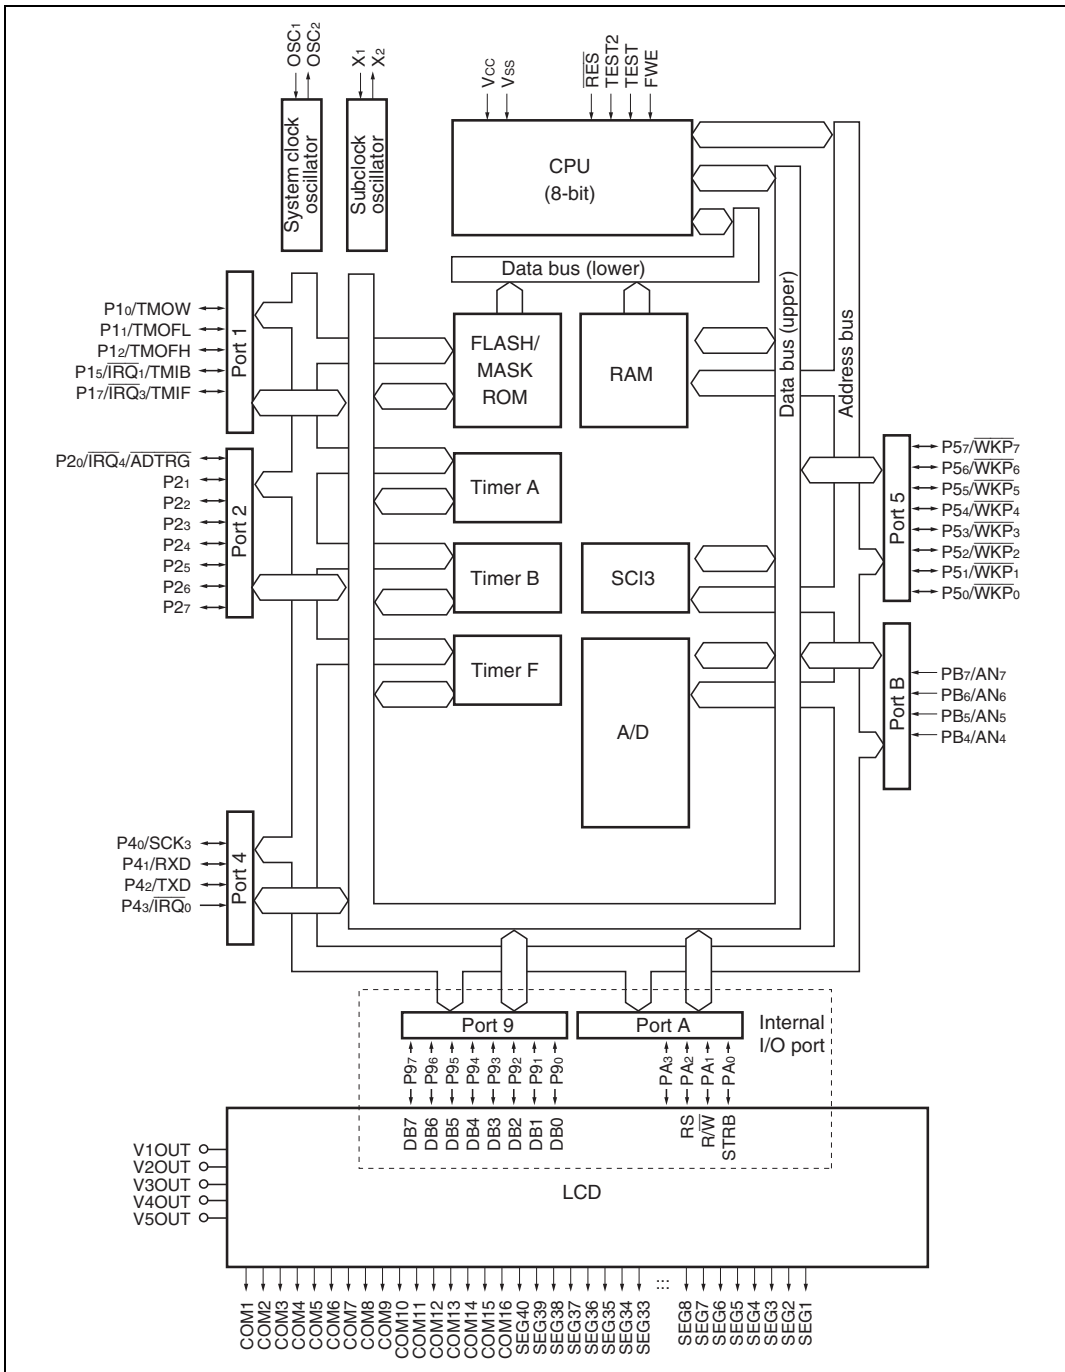 OSC1
OSC2
X1
X2
VCC
VSS
RES
TEST2
TEST
FWE
System clock
oscillator
Subclock
oscillator
CPU
(8-bit)
Data bus (lower)
Data bus (upper)
Address bus
P10/TMOW
P11/TMOFL
P12/TMOFH
P15/IRQ1/TMIB
P17/IRQ3/TMIF
Port 1
FLASH/
MASK
ROM
RAM
P20/IRQ4/ADTRG
P21
P22
P23
P24
P25
P26
P27
Port 2
Timer A
Timer B
SCI3
Timer F
A/D
Port 5
P57/WKP7
P56/WKP6
P55/WKP5
P54/WKP4
P53/WKP3
P52/WKP2
P51/WKP1
P50/WKP0
Port B
PB7/AN7
PB6/AN6
PB5/AN5
PB4/AN4
P40/SCK3
P41/RXD
P42/TXD
P43/IRQ0
Port 4
Port 9
Port A
Internal
I/O port
P97
P96
P95
P94
P93
P92
P91
P90
PA3
PA2
PA1
PA0
DB7
DB6
DB5
DB4
DB3
DB2
DB1
DB0
RS
R/W
STRB
V1OUT
V2OUT
V3OUT
V4OUT
V5OUT
LCD
COM1
COM2
COM3
COM4
COM5
COM6
COM7
COM8
COM9
COM10
COM11
COM12
COM13
COM14
COM15
COM16
SEG40
SEG39
SEG38
SEG37
SEG36
SEG35
SEG34
SEG33
:::
SEG8
SEG7
SEG6
SEG5
SEG4
SEG3
SEG2
SEG1